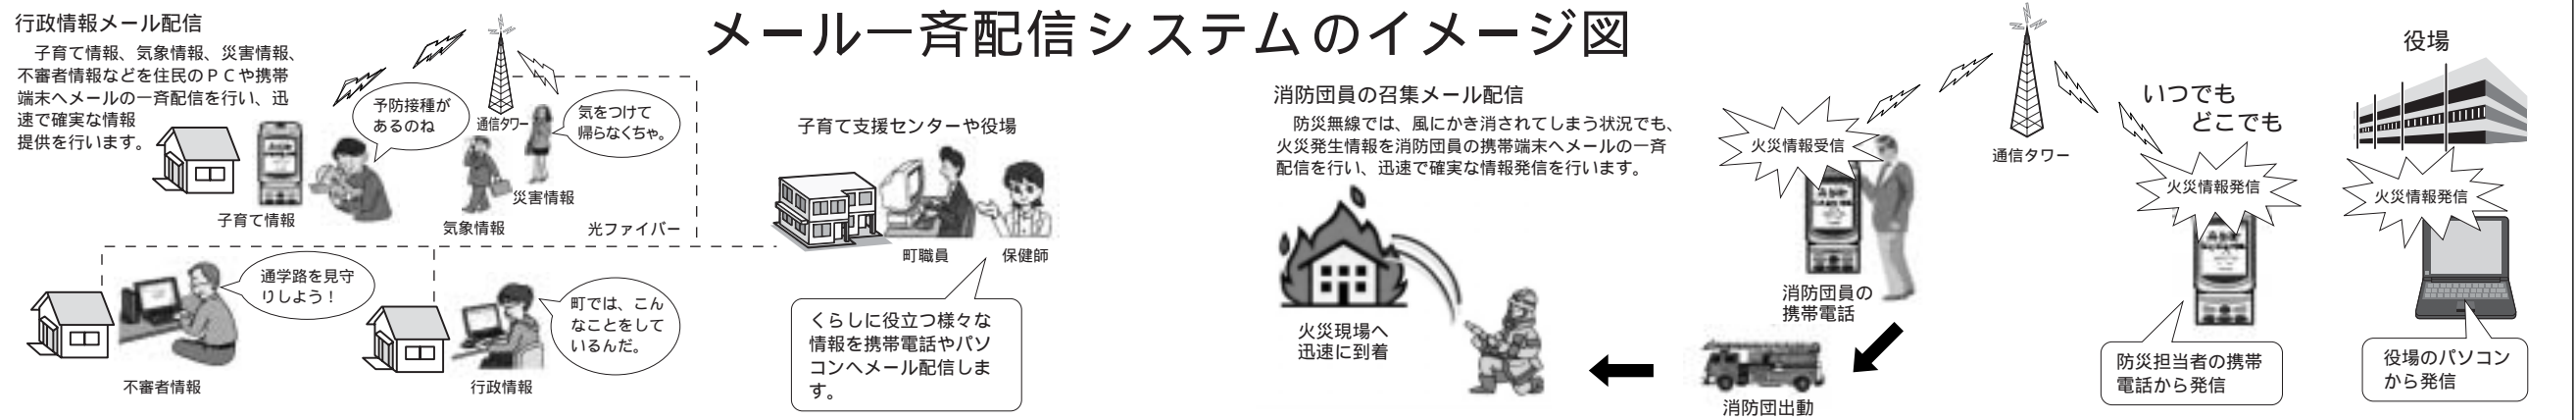 メール一斉配信システムのイメージ図
行政情報メール配信
子育て情報、気象情報、災害情報、
不審者情報などを住民のＰＣや携帯
端末へメールの一斉配信を行い、迅
速で確実な情報
提供を行います。
予防接種が
あるのね
通信タワー
気をつけて
帰らなくちゃ。
子育て情報
気象情報
災害情報
光ファイバー
通学路を見守
りしよう！
不審者情報
町では、こん
なことをして
いるんだ。
行政情報
子育て支援センターや役場
町職員
保健師
くらしに役立つ様々な
情報を携帯電話やパソ
コンへメール配信しま
す。
消防団員の召集メール配信
防災無線では、風にかき消されてしまう状況でも、
火災発生情報を消防団員の携帯端末へメールの一斉
配信を行い、迅速で確実な情報発信を行います。
火災現場へ
迅速に到着
火災情報受信
消防団員の
携帯電話
消防団出動
通信タワー
いつでも
どこでも
火災情報発信
防災担当者の携帯
電話から発信
役場
火災情報発信
役場のパソコン
から発信